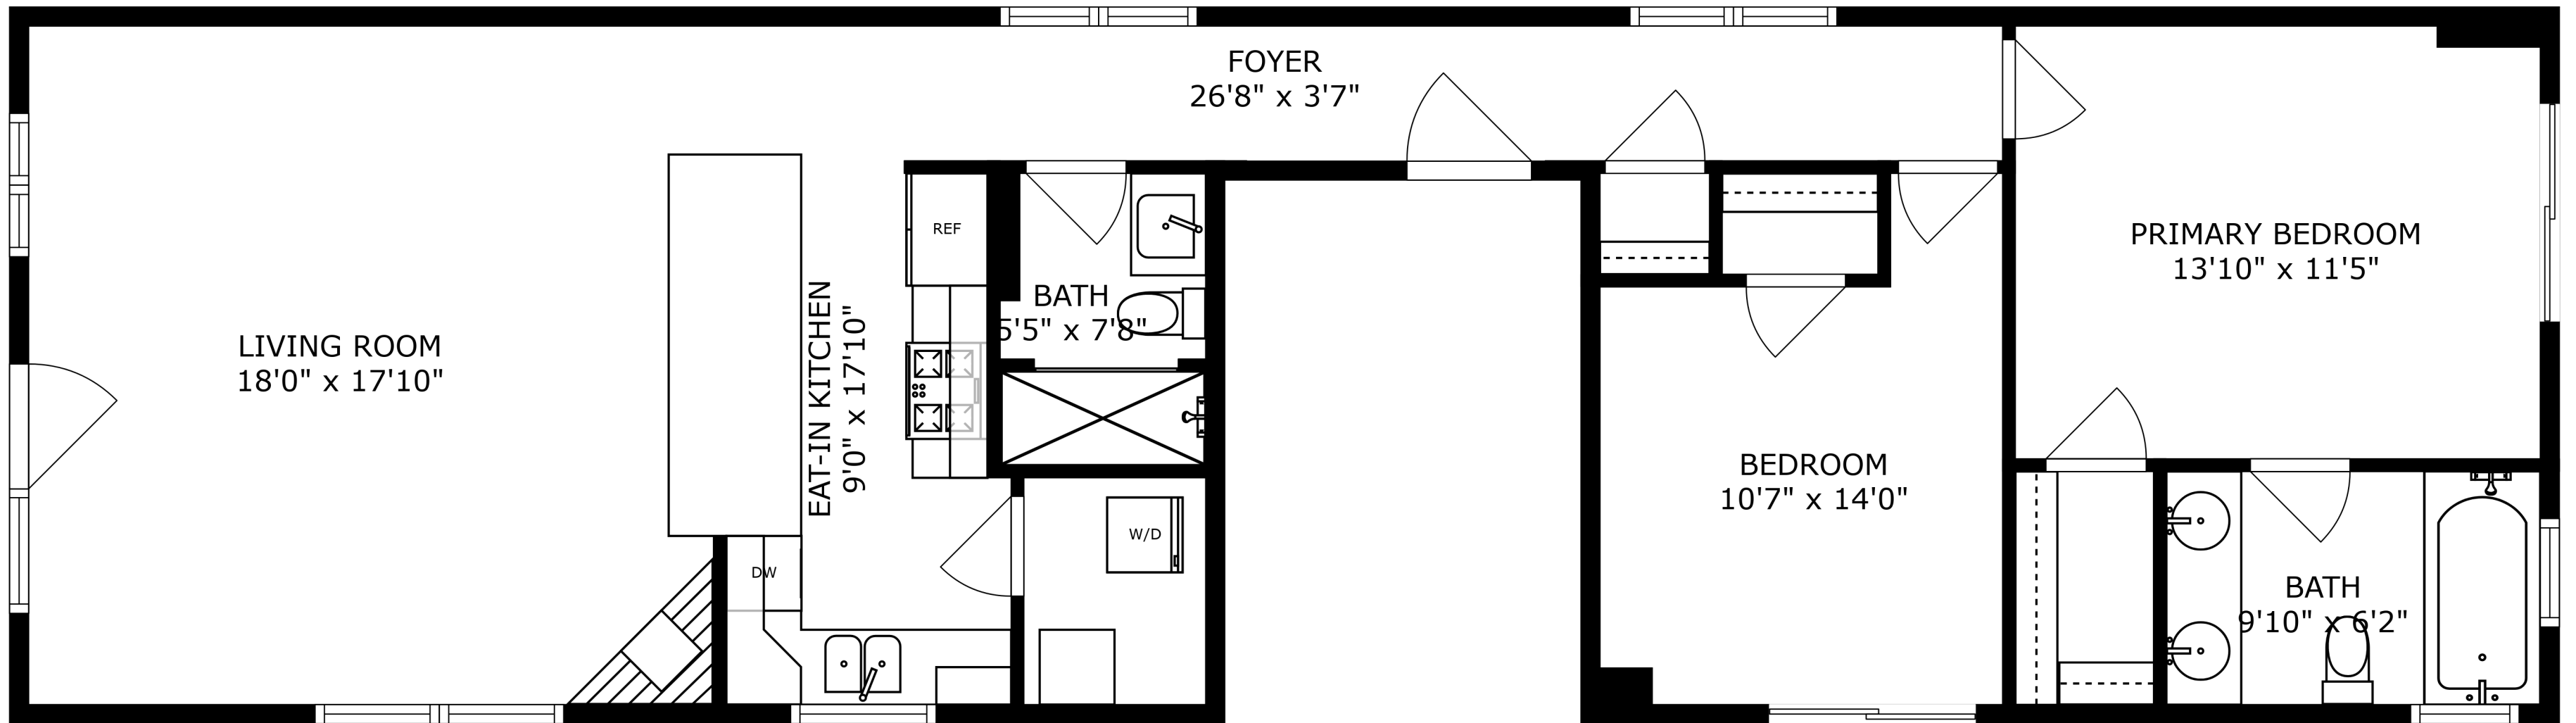 FOYER
26'8" x 3'7"
REF
PRIMARY BEDROOM
13'10" x 11'5"
BATH
5'5" x 7'8"
LIVING ROOM
18'0" x 17'10"
EAT-IN KITCHEN
9'0" x 17'10"
BEDROOM
10'7" x 14'0"
W/D
DW
BATH
9'10" x 6'2"